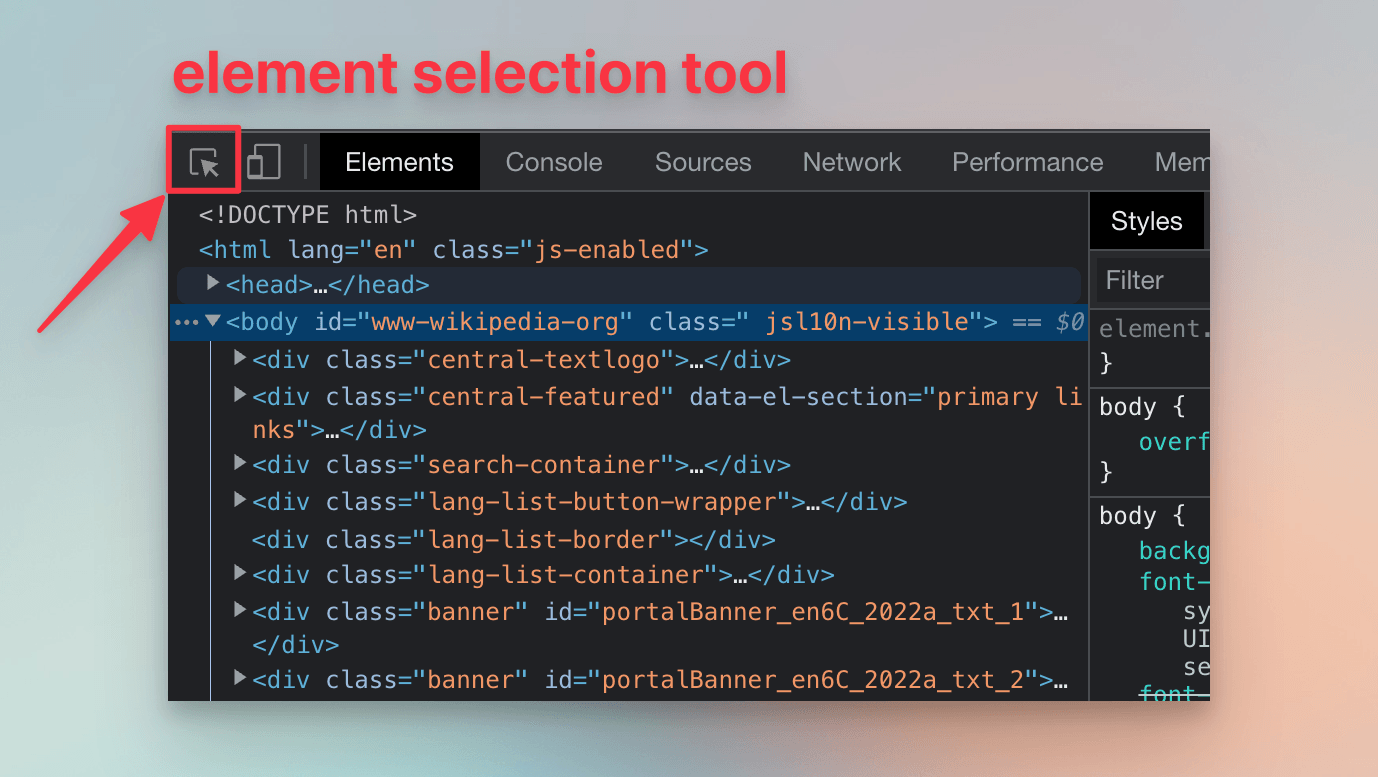 element selection tool
Elements Console Sources Network Performance Mem
<!DOCTYPE html>
<html lang="en" class="js-enabled">
<head>…</head>
<body id="www-wikipedia-org" class=" jsl10n-visible"> == $0
<div class="central-textlogo">…</div>
<div class="central-featured" data-el-section="primary li
nks">…</div>
<div class="search-container">…</div>
<div class="lang-list-button-wrapper">…</div>
<div class="lang-list-border"></div>
<div class="lang-list-container">…</div>
<div class="banner" id="portalBanner_en6C_2022a_txt_1">…
</div>
<div class="banner" id="portalBanner_en6C_2022a_txt_2">…
Styles
Filter
element.
}
body {
overf
}
body {
backg
font-
sy
UI
se
font-